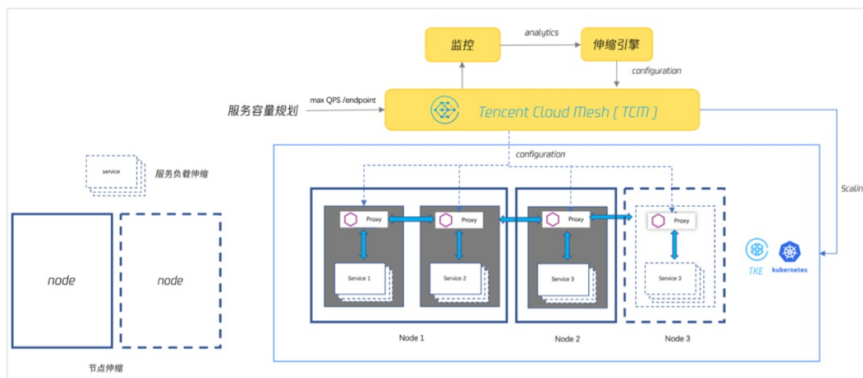 监控
analytics
伸缩引擎
configuration
服务容量规划
max QPS /endpoint
Tencent Cloud Mesh ( TCM )
configuration
service
服务负载伸缩
Scalin
Proxy
Proxy
Proxy
Proxy
node
node
Service 1
Service 2
Service 3
Service 3
TKE
kubernetes
Node 1
Node 2
Node 3
节点伸缩